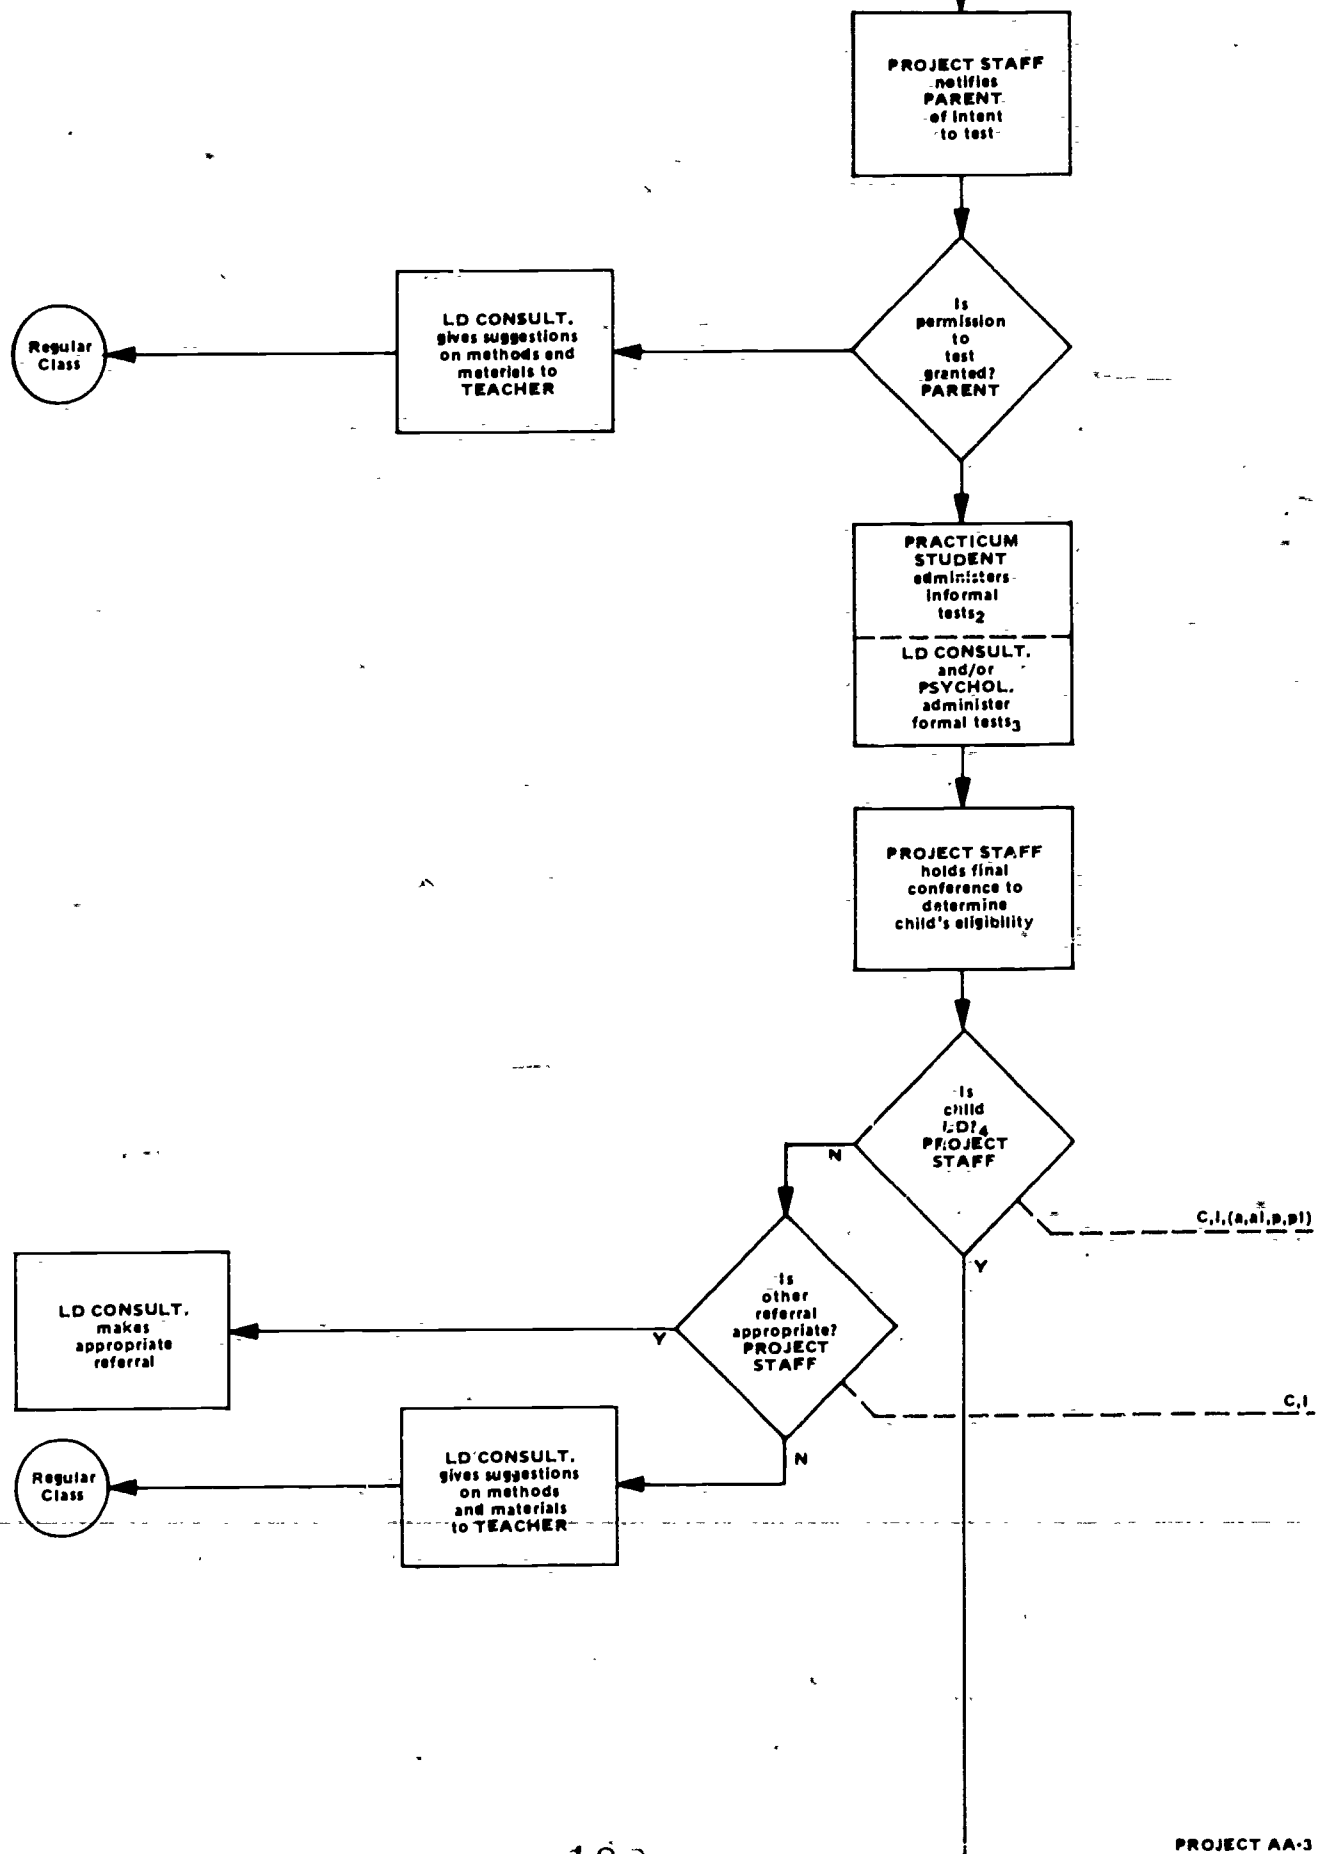 PROJECT STAFF
notifies
PARENT
of intent
to test
Is
permission
to
test
granted?
PARENT
LD CONSULT.
gives suggestions
on methods and
materials to
TEACHER
Regular
Class
PRACTICUM
STUDENT
administers
informal
tests2
LD CONSULT.
and/or
PSYCHOL.
administer
formal tests3
PROJECT STAFF
holds final
conference to
determine
child's eligibility
Is
child
LD?4
PROJECT
STAFF
N
Y
C,I,(a,ai,p,pi)
Is
other
referral
appropriate?
PROJECT
STAFF
Y
N
C,I
LD CONSULT.
makes
appropriate
referral
LD CONSULT.
gives suggestions
on methods
and materials
to TEACHER
Regular
Class
PROJECT AA-3